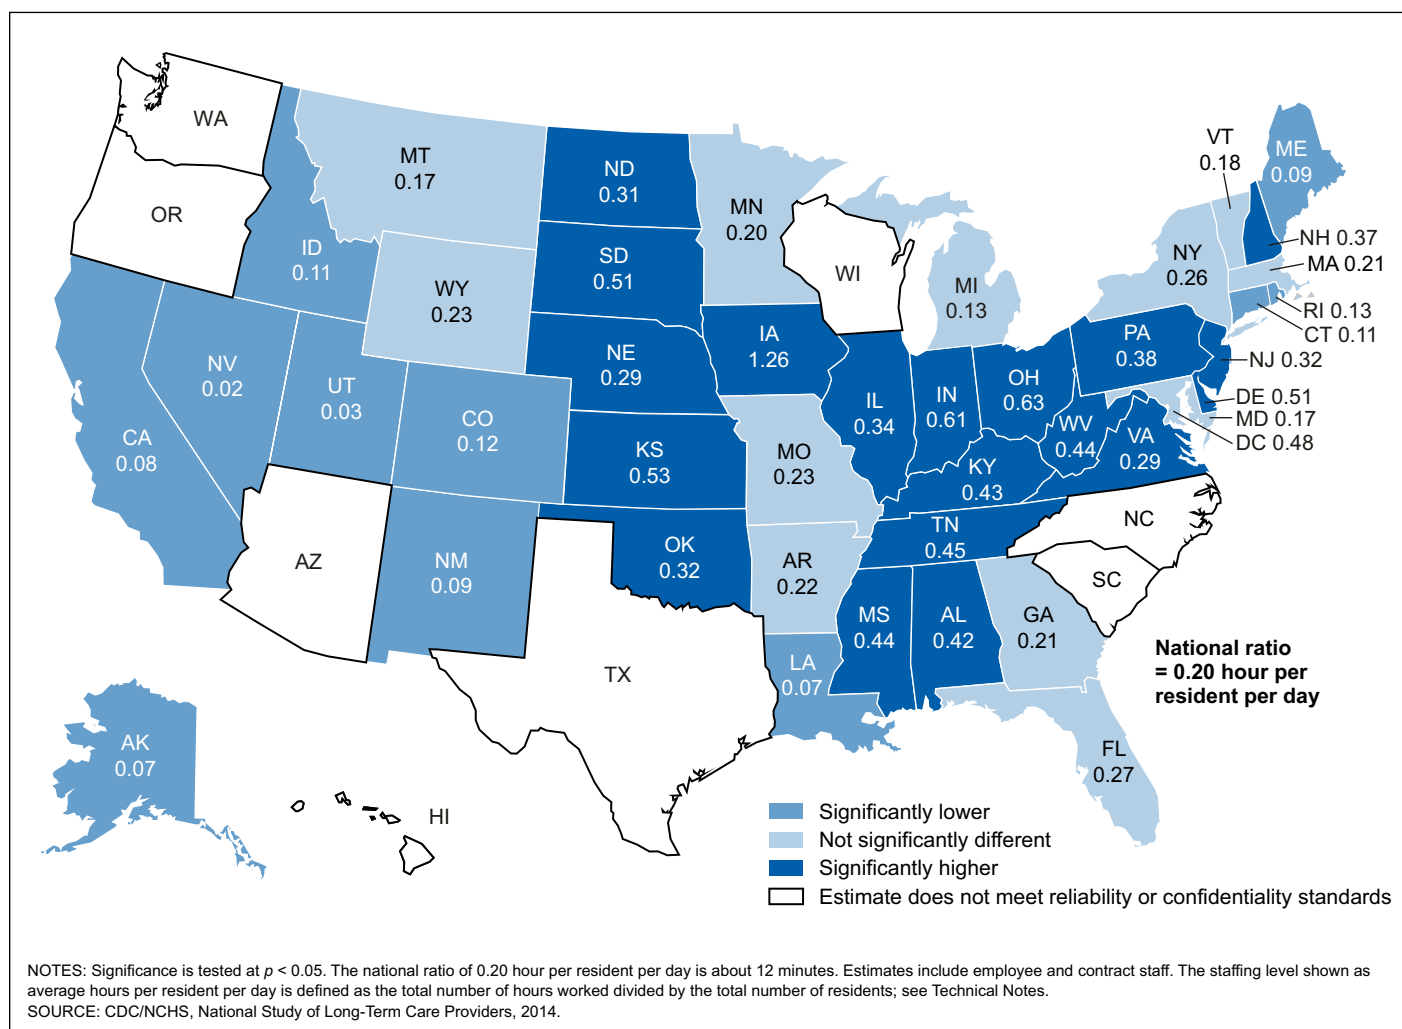 WA
OR
MT
0.17
ID
0.11
WY
0.23
NV
0.02
UT
0.03
CA
0.08
CO
0.12
AZ
NM
0.09
ND
0.31
SD
0.51
NE
0.29
KS
0.53
OK
0.32
TX
MN
0.20
IA
1.26
MO
0.23
AR
0.22
LA
0.07
WI
IL
0.34
MI
0.13
IN
0.61
OH
0.63
KY
0.43
TN
0.45
MS
0.44
AL
0.42
GA
0.21
FL
0.27
SC
NC
VA
0.29
WV
0.44
PA
0.38
NY
0.26
VT
0.18
ME
0.09
NH 0.37
MA 0.21
RI 0.13
CT 0.11
NJ 0.32
DE 0.51
MD 0.17
DC 0.48
AK
0.07
HI
National ratio
= 0.20 hour per
resident per day
Significantly lower
Not significantly different
Significantly higher
Estimate does not meet reliability or confidentiality standards
NOTES: Significance is tested at p < 0.05. The national ratio of 0.20 hour per resident per day is about 12 minutes. Estimates include employee and contract staff. The staffing level shown as
average hours per resident per day is defined as the total number of hours worked divided by the total number of residents; see Technical Notes.
SOURCE: CDC/NCHS, National Study of Long-Term Care Providers, 2014.